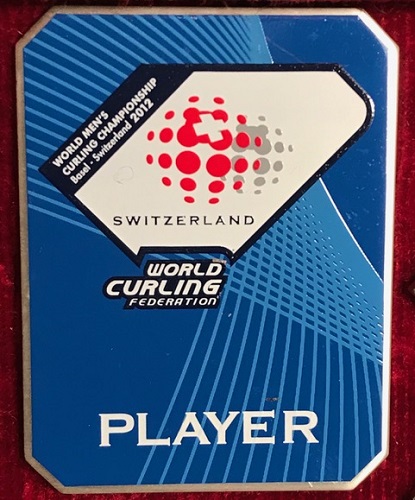 WORLD MEN'S
CURLING CHAMPIONSHIP
Basel - Switzerland 2012
SWITZERLAND
WORLD
CURLING
FEDERATION
PLAYER